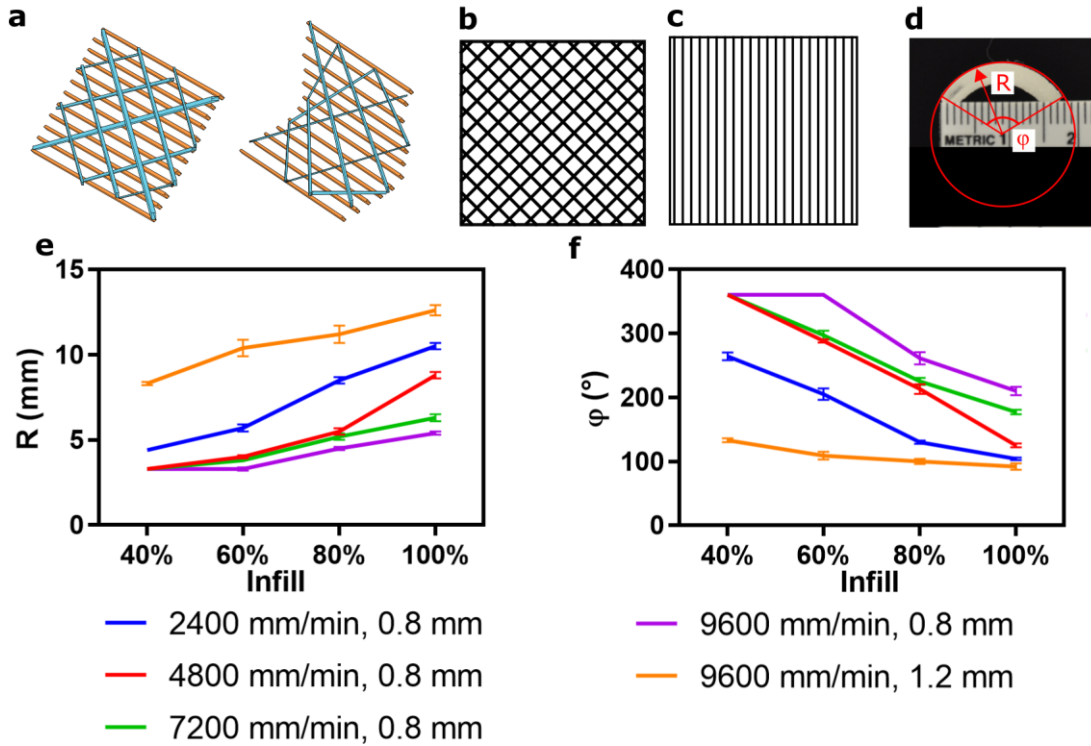 a
b
c
d
R
φ
METRIC 1 2
e
15
10
5
0
R (mm)
40% 60% 80% 100%
Infill
f
400
300
200
100
0
φ (°)
40% 60% 80% 100%
Infill
2400 mm/min, 0.8 mm
4800 mm/min, 0.8 mm
7200 mm/min, 0.8 mm
9600 mm/min, 0.8 mm
9600 mm/min, 1.2 mm